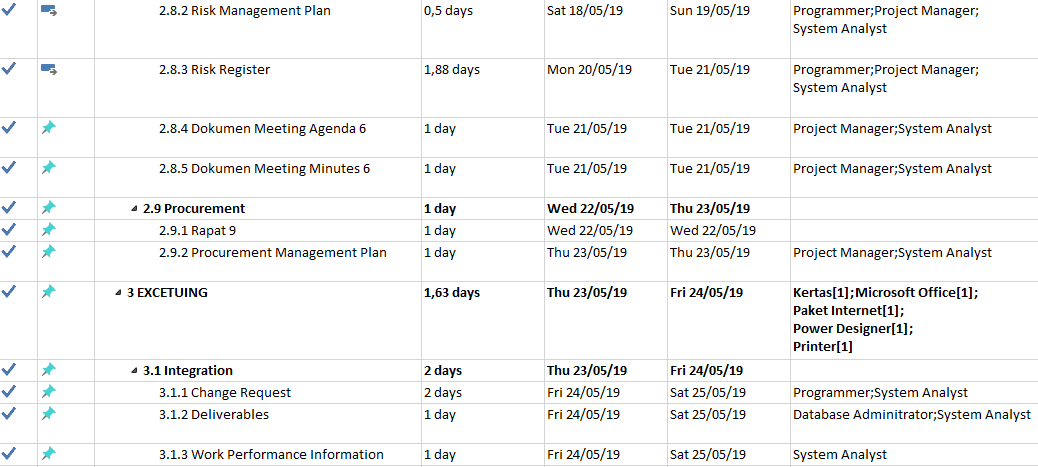 2.8.2 Risk Management Plan 0,5 days Sat 18/05/19 Sun 19/05/19 Programmer;Project Manager;
System Analyst
2.8.3 Risk Register 1,88 days Mon 20/05/19 Tue 21/05/19 Programmer;Project Manager;
System Analyst
2.8.4 Dokumen Meeting Agenda 6 1 day Tue 21/05/19 Tue 21/05/19 Project Manager;System Analyst
2.8.5 Dokumen Meeting Minutes 6 1 day Tue 21/05/19 Tue 21/05/19 Project Manager;System Analyst
2.9 Procurement 1 day Wed 22/05/19 Thu 23/05/19
2.9.1 Rapat 9 1 day Wed 22/05/19 Wed 22/05/19
2.9.2 Procurement Management Plan 1 day Thu 23/05/19 Thu 23/05/19 Project Manager;System Analyst
3 EXCETUING 1,63 days Thu 23/05/19 Fri 24/05/19 Kertas[1];Microsoft Office[1];
Paket Internet[1];
Power Designer[1];
Printer[1]
3.1 Integration 2 days Thu 23/05/19 Fri 24/05/19
3.1.1 Change Request 2 days Fri 24/05/19 Sat 25/05/19 Programmer;System Analyst
3.1.2 Deliverables 1 day Fri 24/05/19 Sat 25/05/19 Database Adminitrator;System Analyst
3.1.3 Work Performance Information 1 day Fri 24/05/19 Sat 25/05/19 System Analyst